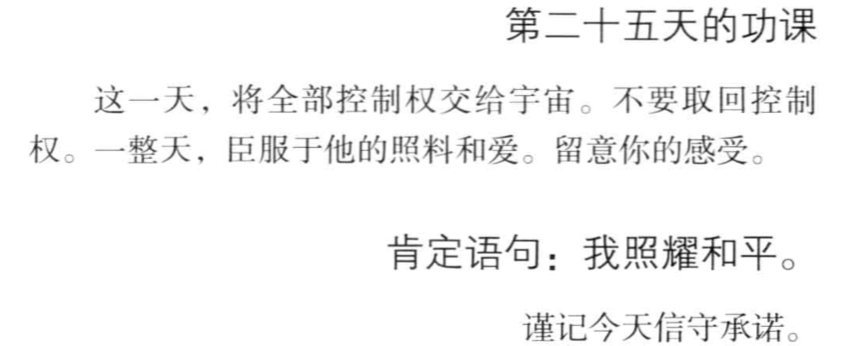 第二十五天的功课
这一天，将全部控制权交给宇宙。不要取回控制
权。一整天，臣服于他的照料和爱。留意你的感受。
肯定语句：我照耀和平。
谨记今天信守承诺。